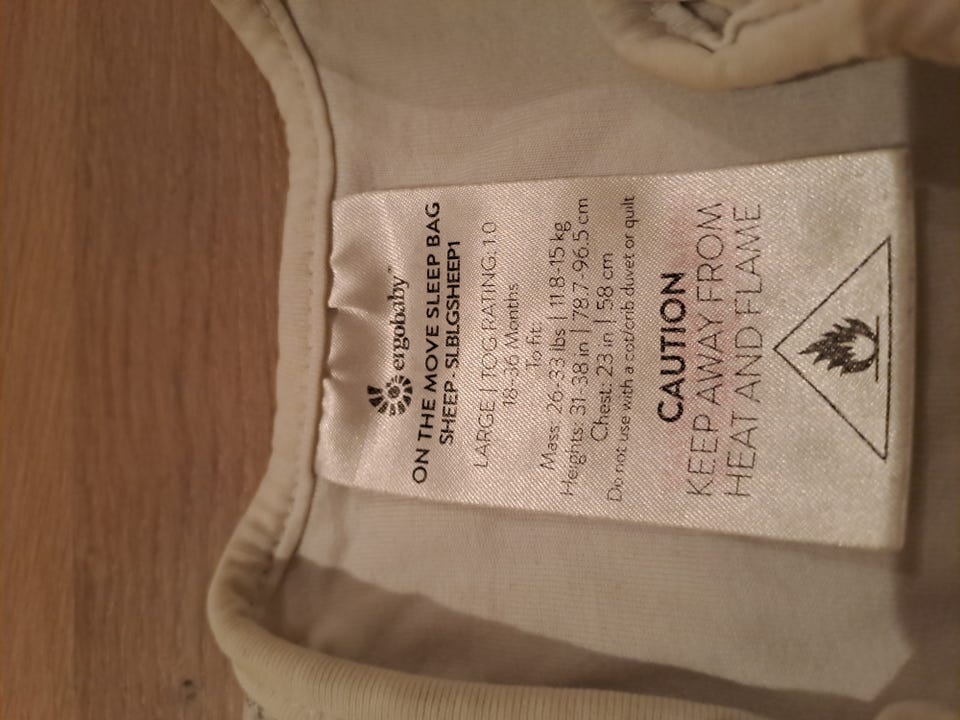 ergobaby™
ON THE MOVE SLEEP BAG
SHEEP - SLBLGSHEEP1
LARGE | TOG RATING: 1.0
18-36 Months
To fit:
Mass: 26-33 lbs | 11.8-15 kg
Heights: 31-38 in | 78.7-96.5 cm
Chest: 23 in | 58 cm
Do not use with a cot/crib duvet or quilt
CAUTION
KEEP AWAY FROM
HEAT AND FLAME.